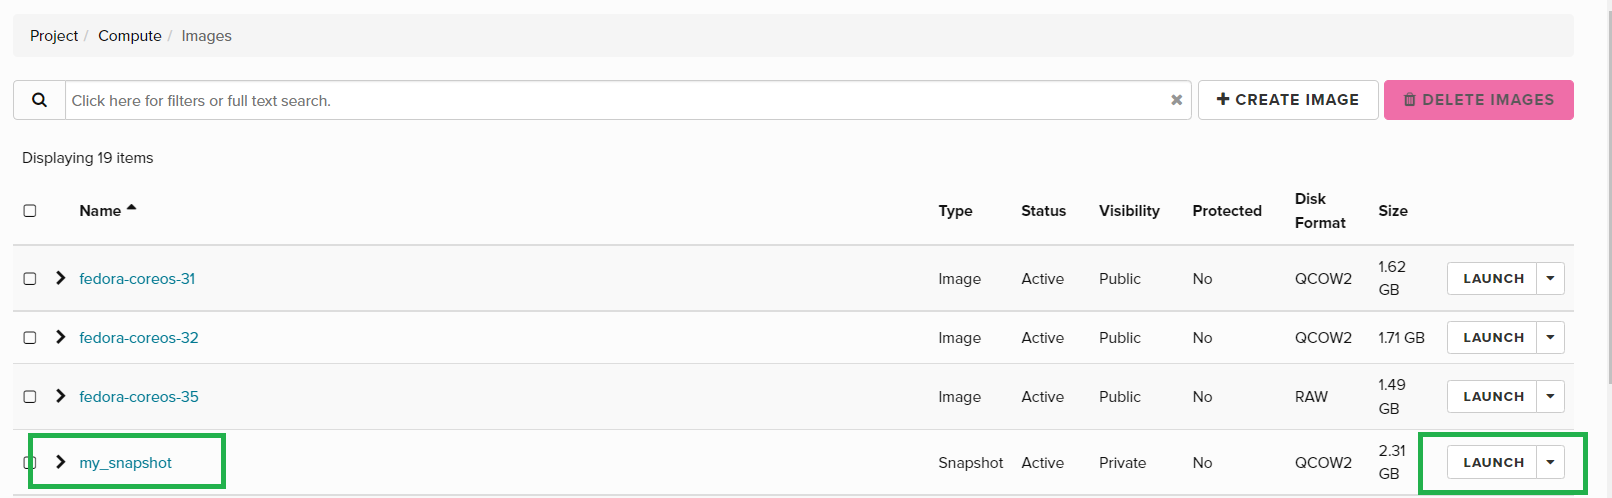 Project / Compute / Images
Click here for filters or full text search.
CREATE IMAGE
DELETE IMAGES
Displaying 19 items
Name Type Status Visibility Protected Disk Format Size
fedora-coreos-31 Image Active Public No QCOW2 1.62 GB LAUNCH
fedora-coreos-32 Image Active Public No QCOW2 1.71 GB LAUNCH
fedora-coreos-35 Image Active Public No RAW 1.49 GB LAUNCH
my_snapshot Snapshot Active Private No QCOW2 2.31 GB LAUNCH